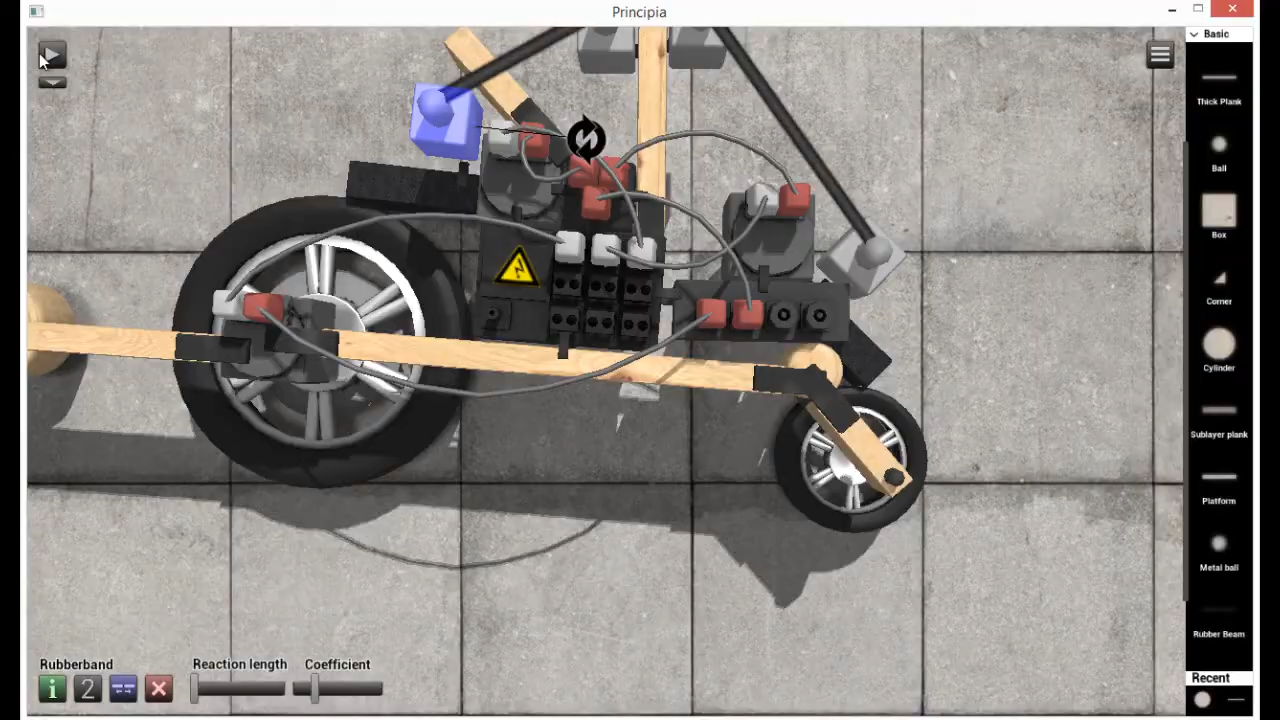 Principia
Basic
Thick Plank
Ball
Box
Corner
Cylinder
Sublayer plank
Platform
Metal ball
Rubber Beam
Rubberband
Reaction length
Coefficient
i
2
Recent